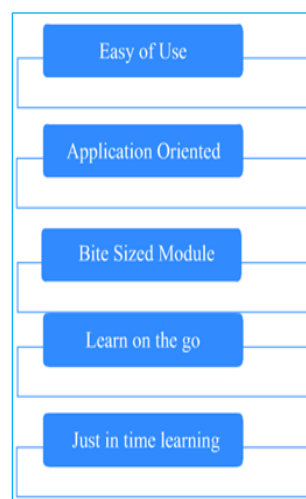 Easy of Use
Application Oriented
Bite Sized Module
Learn on the go
Just in time learning